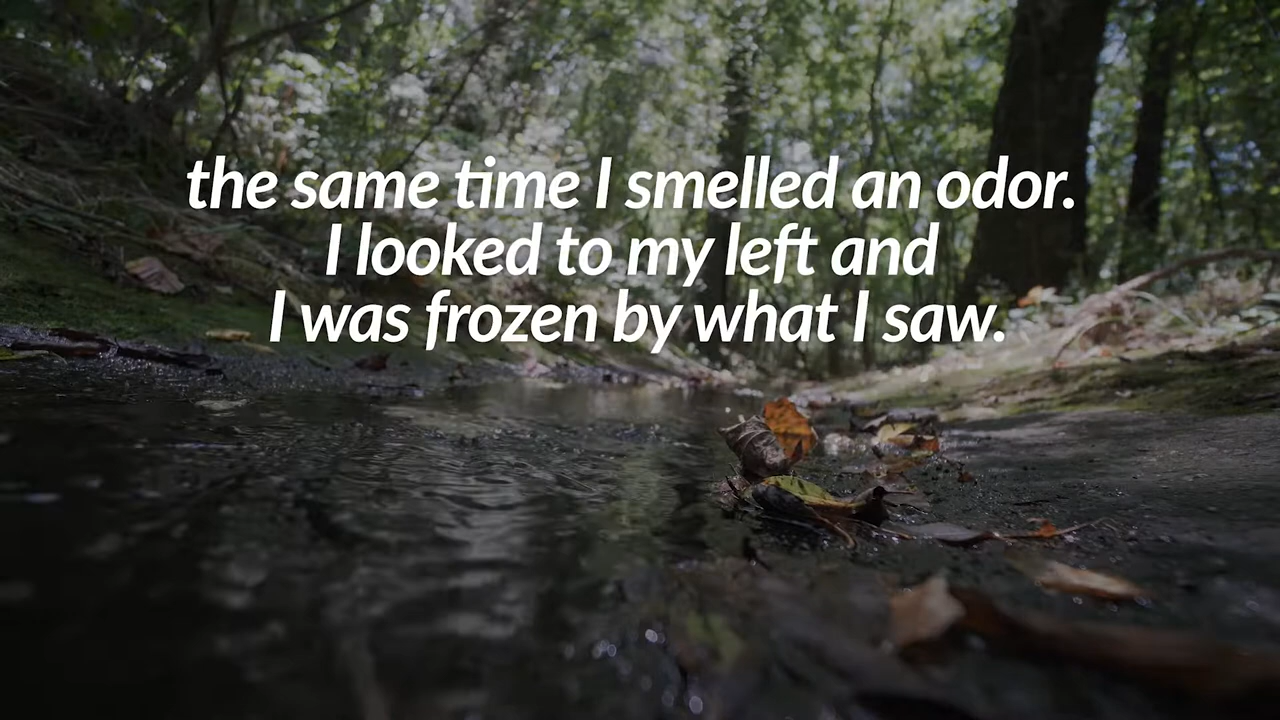 the same time I smelled an odor.
I looked to my left and
I was frozen by what I saw.